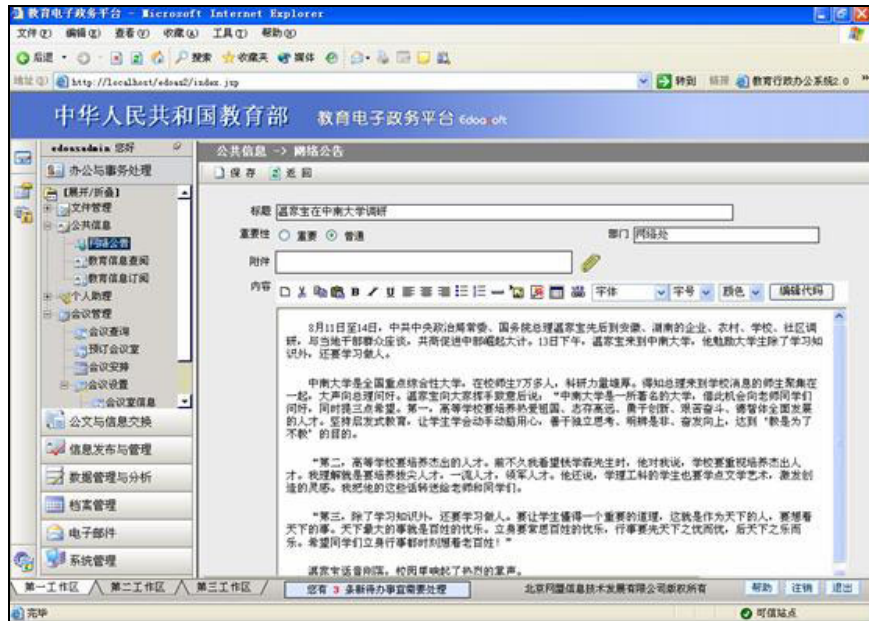 教育电子政务平台 - Microsoft Internet Explorer
文件(F) 编辑(E) 查看(V) 收藏(A) 工具(T) 帮助(H)
后退 搜索 收藏夹 媒体
地址(D) http://localhost/edoas2/index.jsp 转到 链接 教育行政办公系统2.0 »
中华人民共和国教育部 教育电子政务平台
edoasadmin 您好
公共信息 -> 网络公告
办公与事务处理
保存 返回
【展开/折叠】
文件管理
公共信息
网络公告
教育信息查阅
教育信息订阅
个人助理
会议管理
会议查询
预订会议室
会议安排
会议设置
会议室信息
公文与信息交换
信息发布与管理
数据管理与分析
档案管理
电子邮件
系统管理
标题 温家宝在中南大学调研
重要性 重要 普通 部门 网络处
附件
内容 B I U 字体 字号 颜色 编辑代码
8月11日至14日，中共中央政治局常委、国务院总理温家宝先后到安徽、湖南的企业、农村、学校、社区调
研，与当地干部群众座谈，共商促进中部崛起大计。13日下午，温家宝来到中南大学，他勉励大学生除了学习知
识外，还要学习做人。
中南大学是全国重点综合性大学，在校师生7万多人，科研力量雄厚。得知总理来到学校消息的师生聚集在
一起，大声向总理问好。温家宝向大家挥手致意后说，“中南大学是一所著名的大学，借此机会向老师同学们
问好，同时提三点希望。第一，高等学校要培养热爱祖国、志存高远、勇于创新、艰苦奋斗、德智体全面发展
的人才。坚持启发式教育，让学生学会动手动脑用心，善于独立思考、明辨是非、奋发向上，达到‘教是为了
不教’的目的。
“第二，高等学校要培养杰出的人才。前不久我看望钱学森先生时，他对我说，学校要重视培养杰出人
才。我理解就是要培养拔尖人才，一流人才，领军人才。他还说，学理工科的学生也要学点文学艺术，激发创
造的灵感。我把他的这些话转送给老师和同学们。
“第三，除了学习知识外，还要学习做人。要让学生懂得一个重要的道理，这就是作为天下的人，要想着
天下的事。天下最大的事就是百姓的忧乐。立身要常思百姓的忧乐，行事要先天下之忧而忧，后天下之乐而
乐。希望同学们立身行事都时刻想着老百姓！”
温家宝话音刚落，校园里响起了热烈的掌声。
第一工作区 第二工作区 第三工作区 您有 3 条新待办事宜需要处理 北京网盟信息技术发展有限公司版权所有 帮助 注销 退出
完毕 可信站点